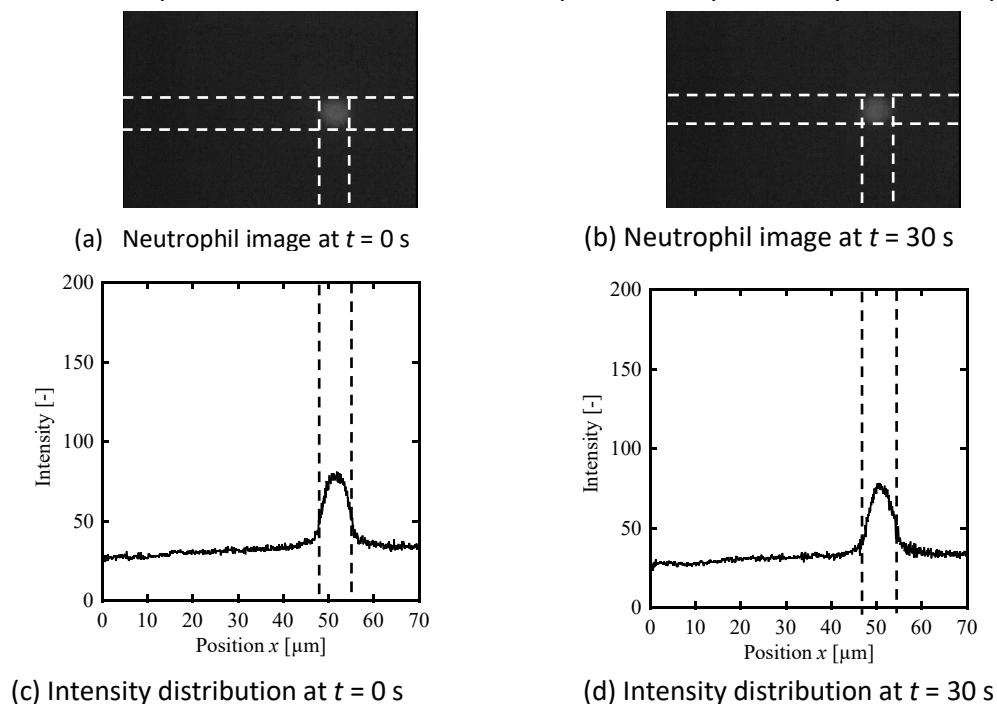 (a) Neutrophil image at t = 0 s
(b) Neutrophil image at t = 30 s
200
150
100
50
0
Intensity [-]
0 10 20 30 40 50 60 70
Position x [µm]
200
150
100
50
0
Intensity [-]
0 10 20 30 40 50 60 70
Position x [µm]
(c) Intensity distribution at t = 0 s
(d) Intensity distribution at t = 30 s